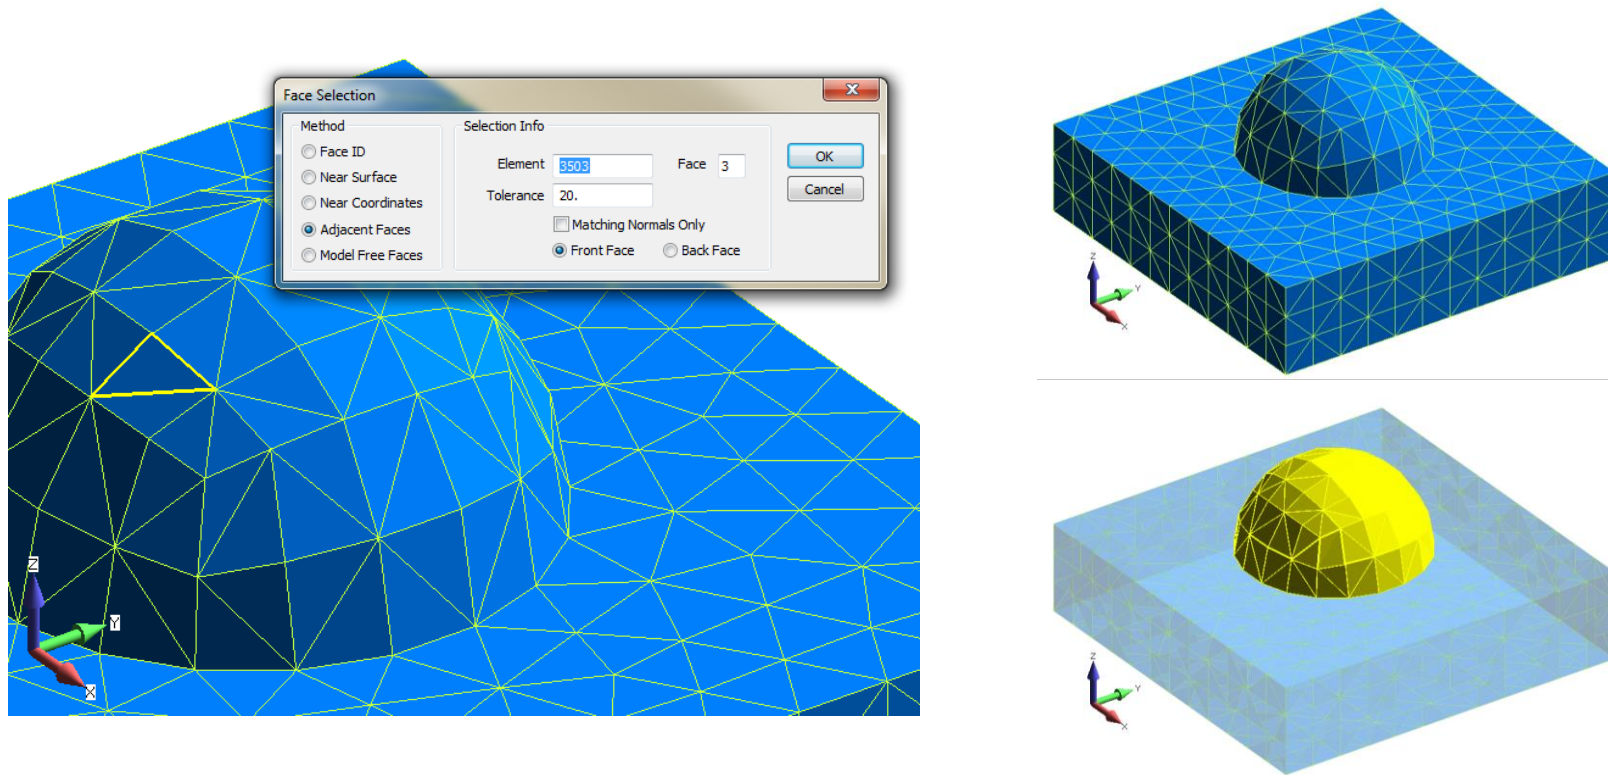 Face Selection
X
Method
Face ID
Near Surface
Near Coordinates
Adjacent Faces
Model Free Faces
Selection Info
Element 3503 Face 3
Tolerance 20.
Matching Normals Only
Front Face Back Face
OK
Cancel
Z
Y
X
Z
Y
X
Z
Y
X